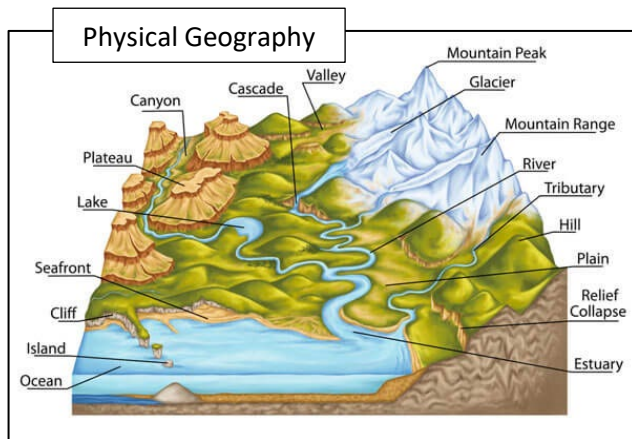 Physical Geography
Mountain Peak
Valley
Glacier
Cascade
Canyon
Mountain Range
Plateau
River
Tributary
Lake
Hill
Plain
Seafront
Relief
Collapse
Cliff
Island
Estuary
Ocean